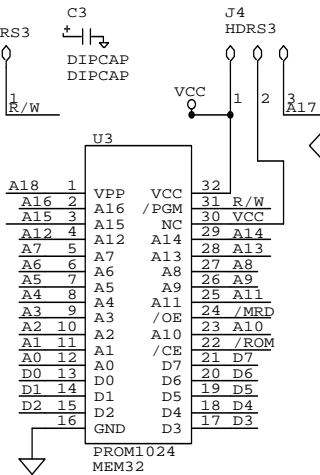 C3
J4
RS3
HDRS3
+
DIPCAP
DIPCAP
VCC
1
2
3
1
R/W
A17
U3
A18 1 VPP VCC 32
A16 2 A16 /PGM 31 R/W
A15 3 A15 NC 30 VCC
A12 4 A12 A14 29 A14
A7 5 A7 A13 28 A13
A6 6 A6 A8 27 A8
A5 7 A5 A9 26 A9
A4 8 A4 A11 25 A11
A3 9 A3 /OE 24 /MRD
A2 10 A2 A10 23 A10
A1 11 A1 /CE 22 /ROM
A0 12 A0 D7 21 D7
D0 13 D0 D6 20 D6
D1 14 D1 D5 19 D5
D2 15 D2 D4 18 D4
16 GND D3 17 D3
PROM1024
MEM32